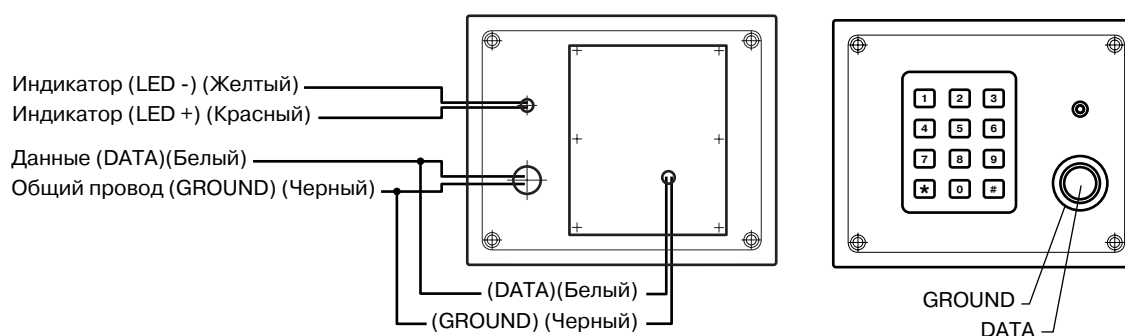 Индикатор (LED -) (Желтый)
Индикатор (LED +) (Красный)
Данные (DATA)(Белый)
Общий провод (GROUND) (Черный)
(DATA)(Белый)
(GROUND) (Черный)
1 2 3
4 5 6
7 8 9
* 0 #
GROUND
DATA